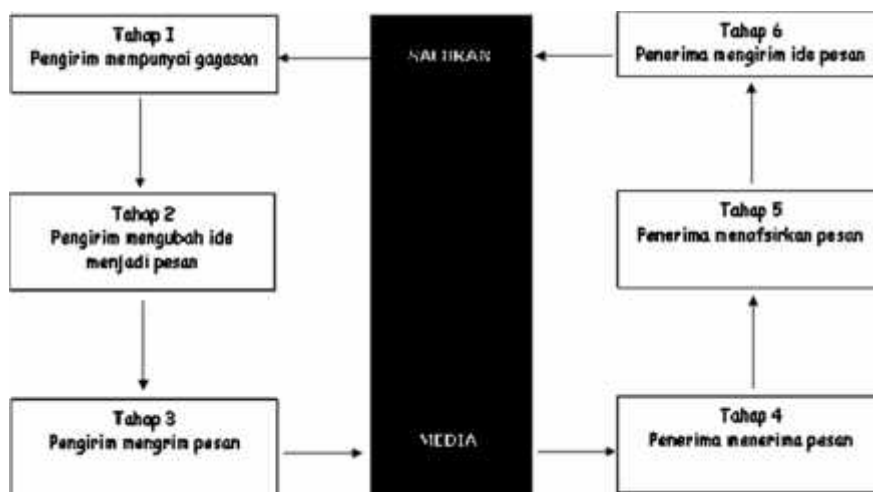 Tahap I
Pengirim mempunyai gagasan
Tahap 2
Pengirim mengubah ide
menjadi pesan
Tahap 3
Pengirim mengrim pesan
SALURAN
MEDIA
Tahap 4
Penerima menerima pesan
Tahap 5
Penerima menafsirkan pesan
Tahap 6
Penerima mengirim ide pesan